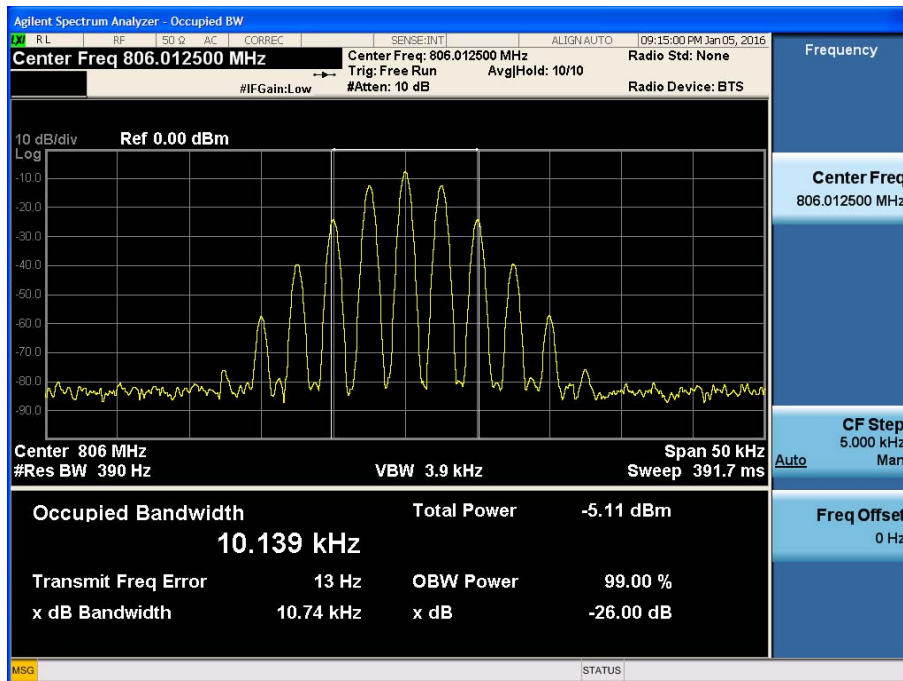 Agilent Spectrum Analyzer - Occupied BW
LXI RL RF 50 Ω AC CORREC SENSE:INT ALIGN AUTO 09:15:00 PM Jan 05, 2016
Center Freq 806.012500 MHz
Center Freq: 806.012500 MHz
Radio Std: None
Trig: Free Run Avg|Hold: 10/10
#IFGain:Low
#Atten: 10 dB
Radio Device: BTS
10 dB/div Ref 0.00 dBm
Log
-10.0
-20.0
-30.0
-40.0
-50.0
-60.0
-70.0
-80.0
-90.0
Center 806 MHz Span 50 kHz
#Res BW 390 Hz VBW 3.9 kHz Sweep 391.7 ms
Occupied Bandwidth Total Power -5.11 dBm
10.139 kHz
Transmit Freq Error 13 Hz OBW Power 99.00 %
x dB Bandwidth 10.74 kHz x dB -26.00 dB
Frequency
Center Freq
806.012500 MHz
CF Step
5.000 kHz
Auto Man
Freq Offset
0 Hz
MSG STATUS